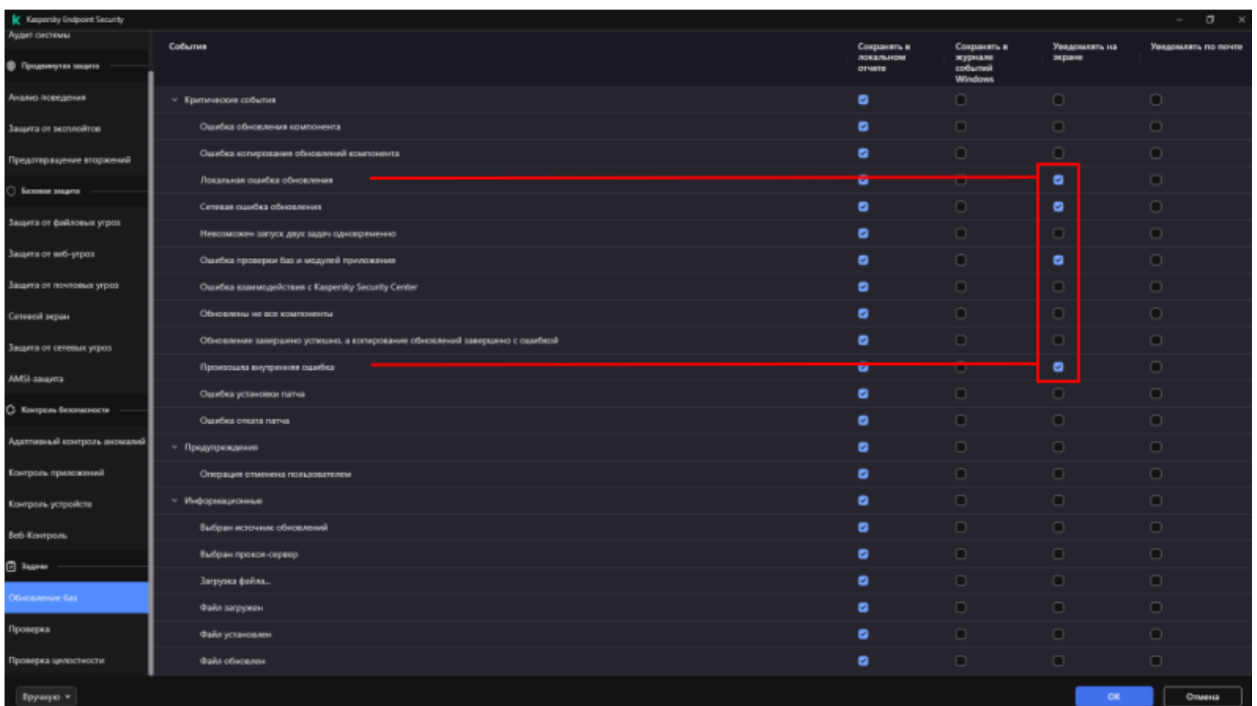 Kaspersky Endpoint Security
Аудит системы
Продвинутая защита
Анализ поведения
Защита от эксплойтов
Предотвращение вторжений
Базовая защита
Защита от файловых угроз
Защита от веб-угроз
Защита от почтовых угроз
Сетевой экран
Защита от сетевых угроз
AMSI-защита
Контроль безопасности
Адаптивный контроль аномалий
Контроль приложений
Контроль устройств
Веб-Контроль
Задачи
Обновление баз
Проверка
Проверка целостности
Вручную
События
Сохранять в
локальном
отчете
Сохранять в
журнале
событий
Windows
Уведомлять на
экране
Уведомлять по почте
Критические события
Ошибка обновления компонента
Ошибка копирования обновлений компонента
Локальная ошибка обновления
Сетевая ошибка обновления
Невозможен запуск двух задач одновременно
Ошибка проверки баз и модулей приложения
Ошибка взаимодействия с Kaspersky Security Center
Обновлены не все компоненты
Обновление завершено успешно, а копирование обновлений завершено с ошибкой
Произошла внутренняя ошибка
Ошибка установки патча
Ошибка отката патча
Предупреждения
Операция отменена пользователем
Информационные
Выбран источник обновлений
Выбран прокси-сервер
Загрузка файла...
Файл загружен
Файл установлен
Файл обновлен
ОК
Отмена